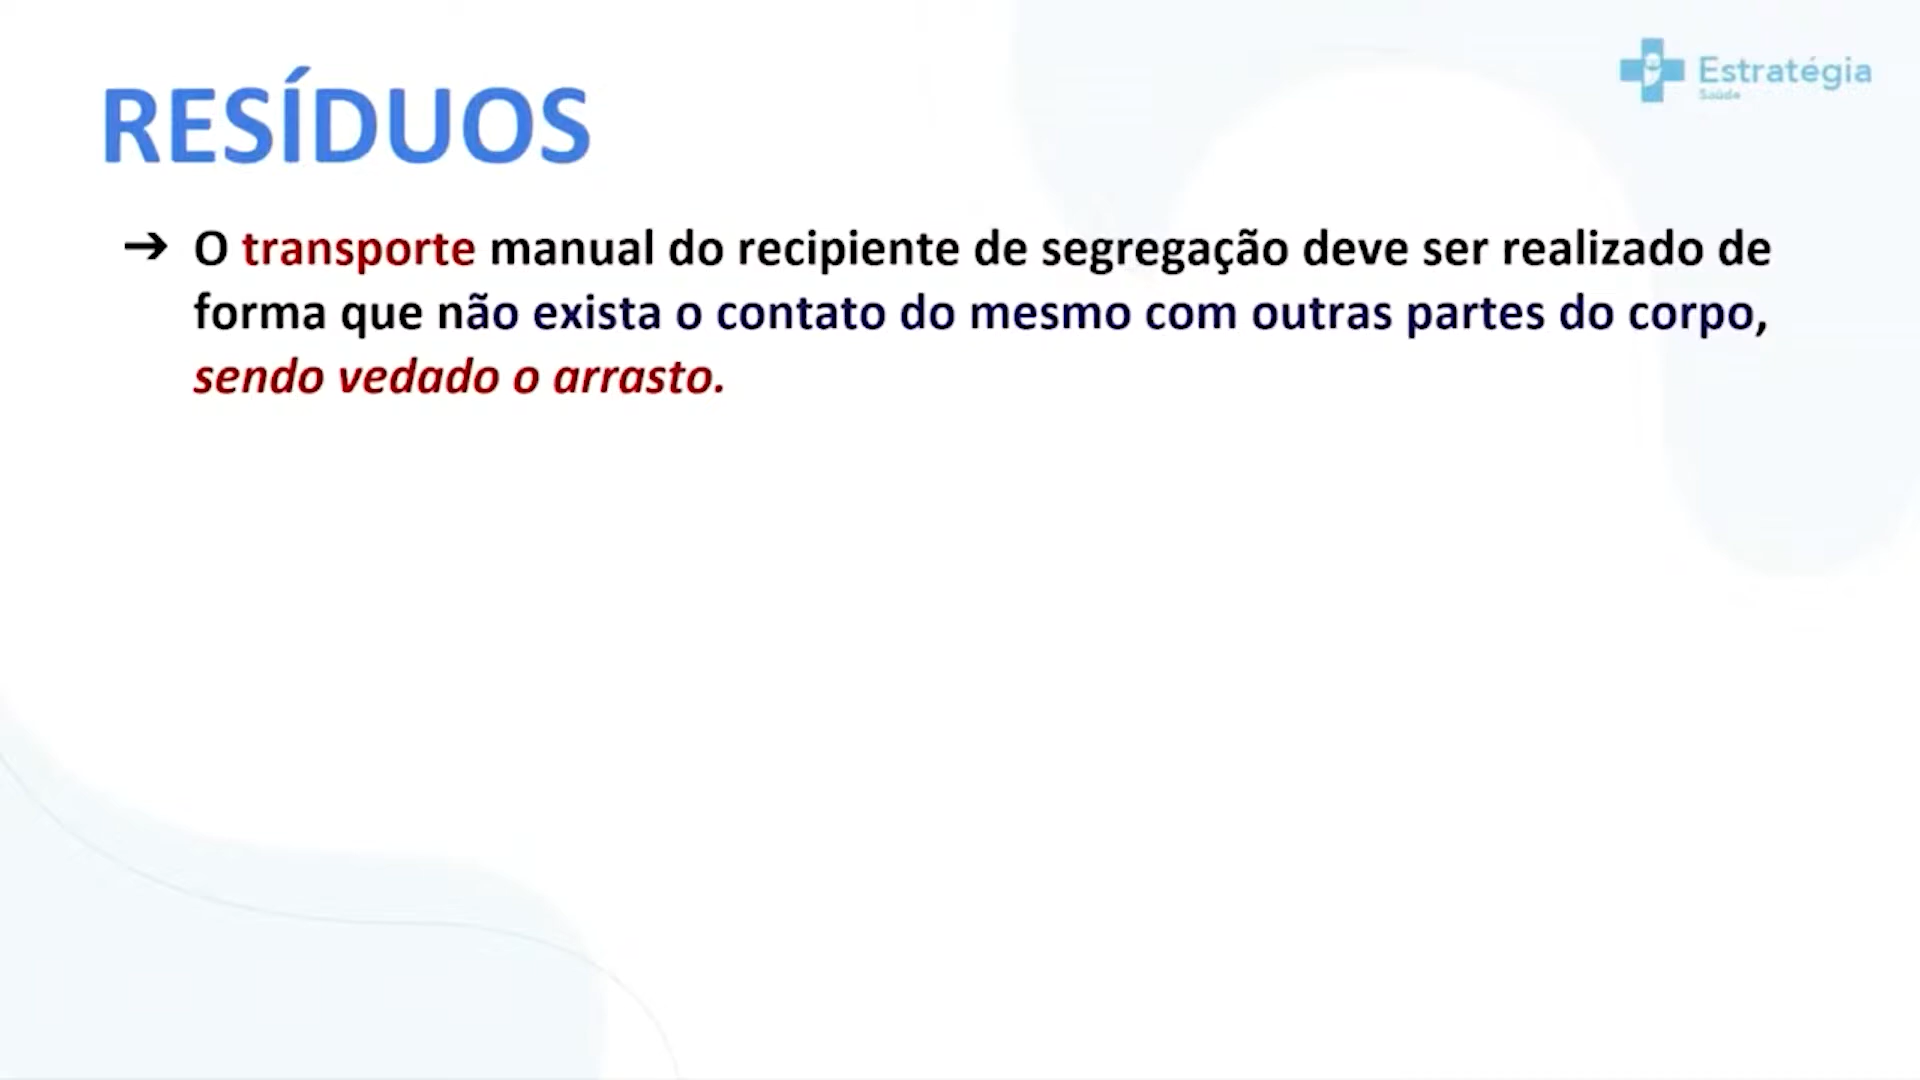 Estratégia
Saúde
RESÍDUOS
➔ O transporte manual do recipiente de segregação deve ser realizado de
forma que não exista o contato do mesmo com outras partes do corpo,
sendo vedado o arrasto.